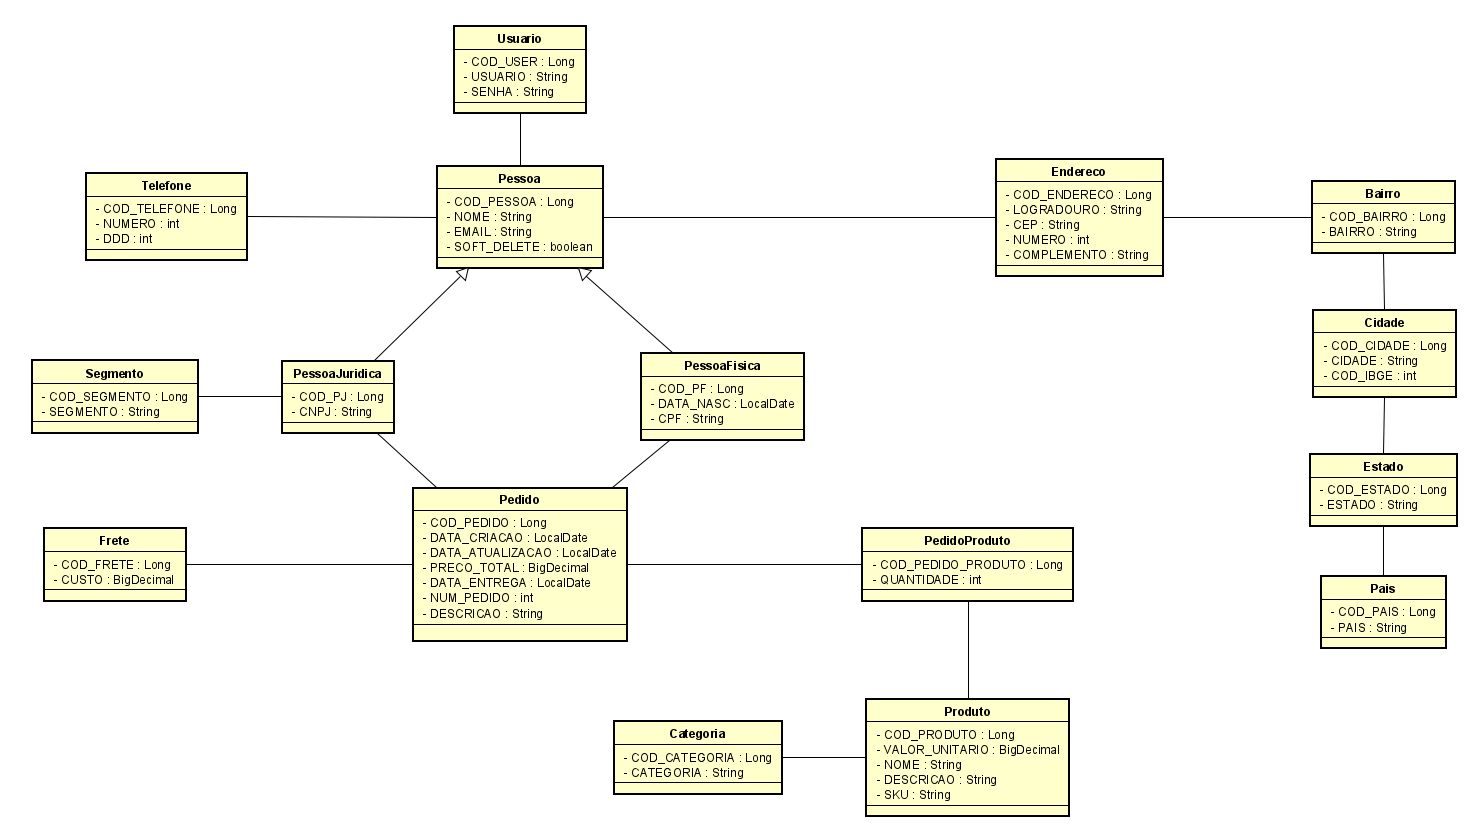 Usuario
- COD_USER : Long
- USUARIO : String
- SENHA : String
Telefone
- COD_TELEFONE : Long
- NUMERO : int
- DDD : int
Pessoa
- COD_PESSOA : Long
- NOME : String
- EMAIL : String
- SOFT_DELETE : boolean
Endereco
- COD_ENDERECO : Long
- LOGRADOURO : String
- CEP : String
- NUMERO : int
- COMPLEMENTO : String
Bairro
- COD_BAIRRO : Long
- BAIRRO : String
Cidade
- COD_CIDADE : Long
- CIDADE : String
- COD_IBGE : int
Segmento
- COD_SEGMENTO : Long
- SEGMENTO : String
PessoaJuridica
- COD_PJ : Long
- CNPJ : String
PessoaFisica
- COD_PF : Long
- DATA_NASC : LocalDate
- CPF : String
Estado
- COD_ESTADO : Long
- ESTADO : String
Frete
- COD_FRETE : Long
- CUSTO : BigDecimal
Pedido
- COD_PEDIDO : Long
- DATA_CRIACAO : LocalDate
- DATA_ATUALIZACAO : LocalDate
- PRECO_TOTAL : BigDecimal
- DATA_ENTREGA : LocalDate
- NUM_PEDIDO : int
- DESCRICAO : String
PedidoProduto
- COD_PEDIDO_PRODUTO : Long
- QUANTIDADE : int
Pais
- COD_PAIS : Long
- PAIS : String
Categoria
- COD_CATEGORIA : Long
- CATEGORIA : String
Produto
- COD_PRODUTO : Long
- VALOR_UNITARIO : BigDecimal
- NOME : String
- DESCRICAO : String
- SKU : String